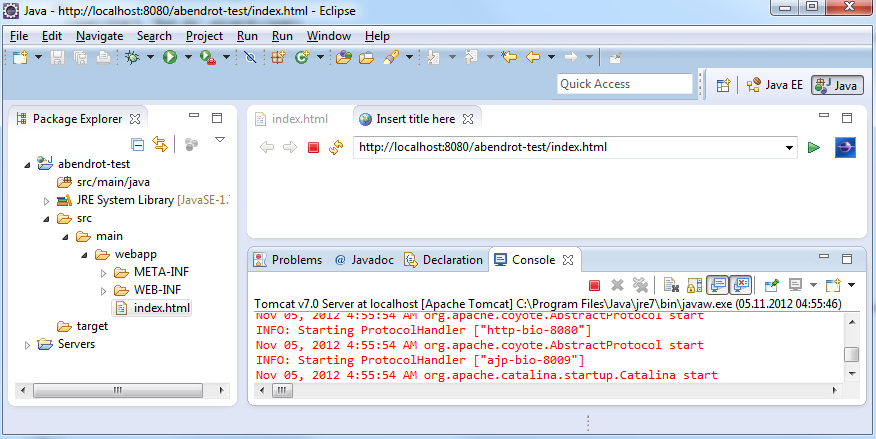 Java - http://localhost:8080/abendrot-test/index.html - Eclipse
File Edit Navigate Search Project Run Run Window Help
Quick Access
Java EE
Java
Package Explorer
abendrot-test
src/main/java
JRE System Library [JavaSE-1.7
src
main
webapp
META-INF
WEB-INF
index.html
target
Servers
index.html
Insert title here
http://localhost:8080/abendrot-test/index.html
Problems @ Javadoc Declaration Console
Tomcat v7.0 Server at localhost [Apache Tomcat] C:\Program Files\Java\jre7\bin\javaw.exe (05.11.2012 04:55:46)
Nov 05, 2012 4:55:54 AM org.apache.coyote.AbstractProtocol start
INFO: Starting ProtocolHandler ["http-bio-8080"]
Nov 05, 2012 4:55:54 AM org.apache.coyote.AbstractProtocol start
INFO: Starting ProtocolHandler ["ajp-bio-8009"]
Nov 05, 2012 4:55:54 AM org.apache.catalina.startup.Catalina start